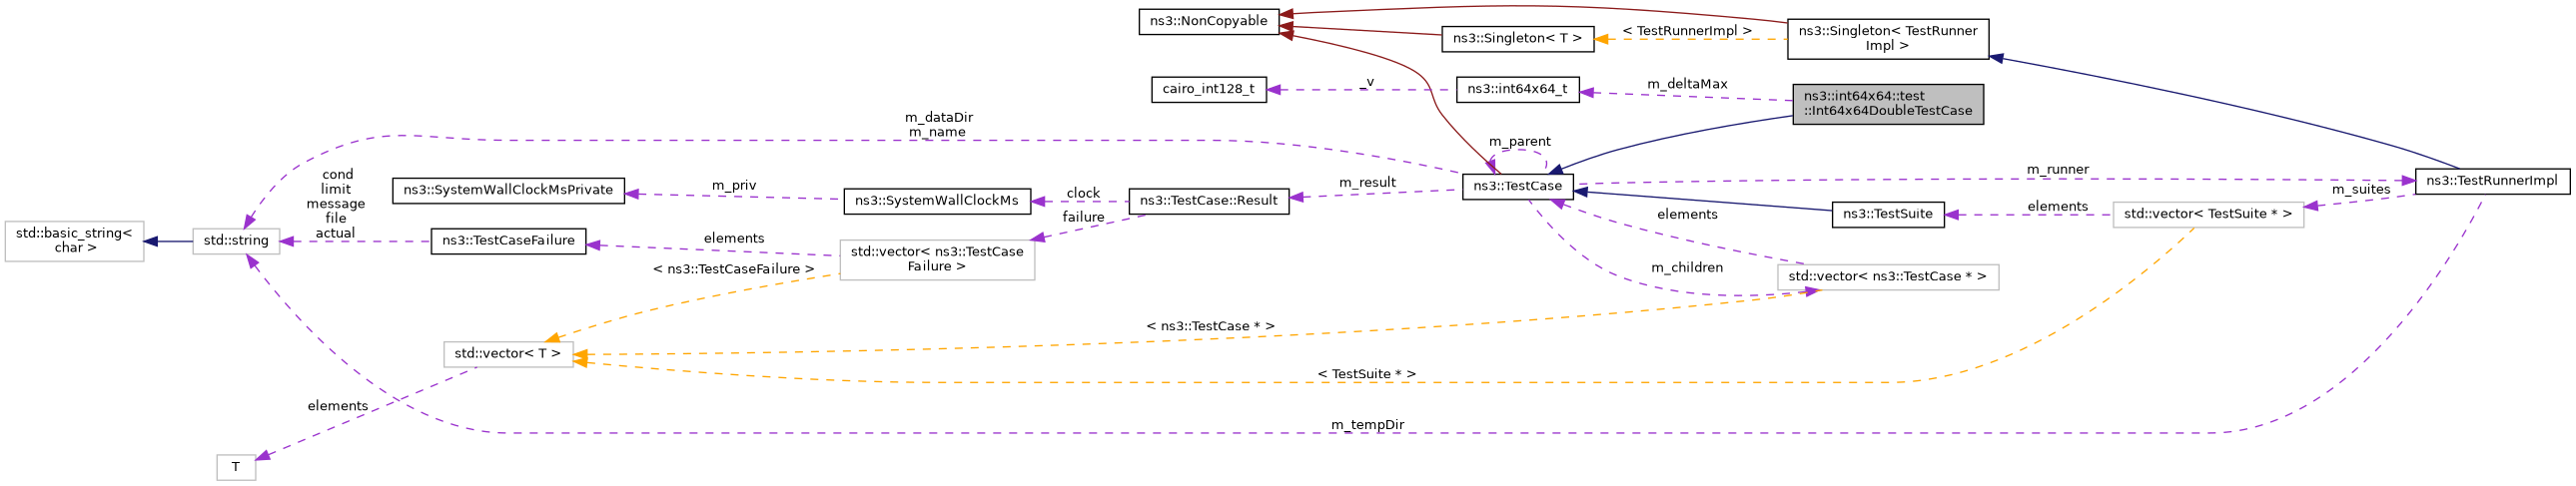 ns3::NonCopyable
ns3::Singleton< T >
< TestRunnerImpl >
ns3::Singleton< TestRunner
Impl >
cairo_int128_t
_v
ns3::int64x64_t
m_deltaMax
ns3::int64x64::test
::Int64x64DoubleTestCase
m_dataDir
m_name
m_parent
cond
limit
message
file
actual
ns3::SystemWallClockMsPrivate
m_priv
ns3::SystemWallClockMs
clock
failure
ns3::TestCase::Result
m_result
ns3::TestCase
m_runner
ns3::TestRunnerImpl
m_suites
std::vector< TestSuite * >
elements
ns3::TestSuite
elements
std::basic_string<
char >
std::string
ns3::TestCaseFailure
elements
std::vector< ns3::TestCase
Failure >
< ns3::TestCaseFailure >
m_children
std::vector< ns3::TestCase * >
< ns3::TestCase * >
std::vector< T >
< TestSuite * >
elements
m_tempDir
T